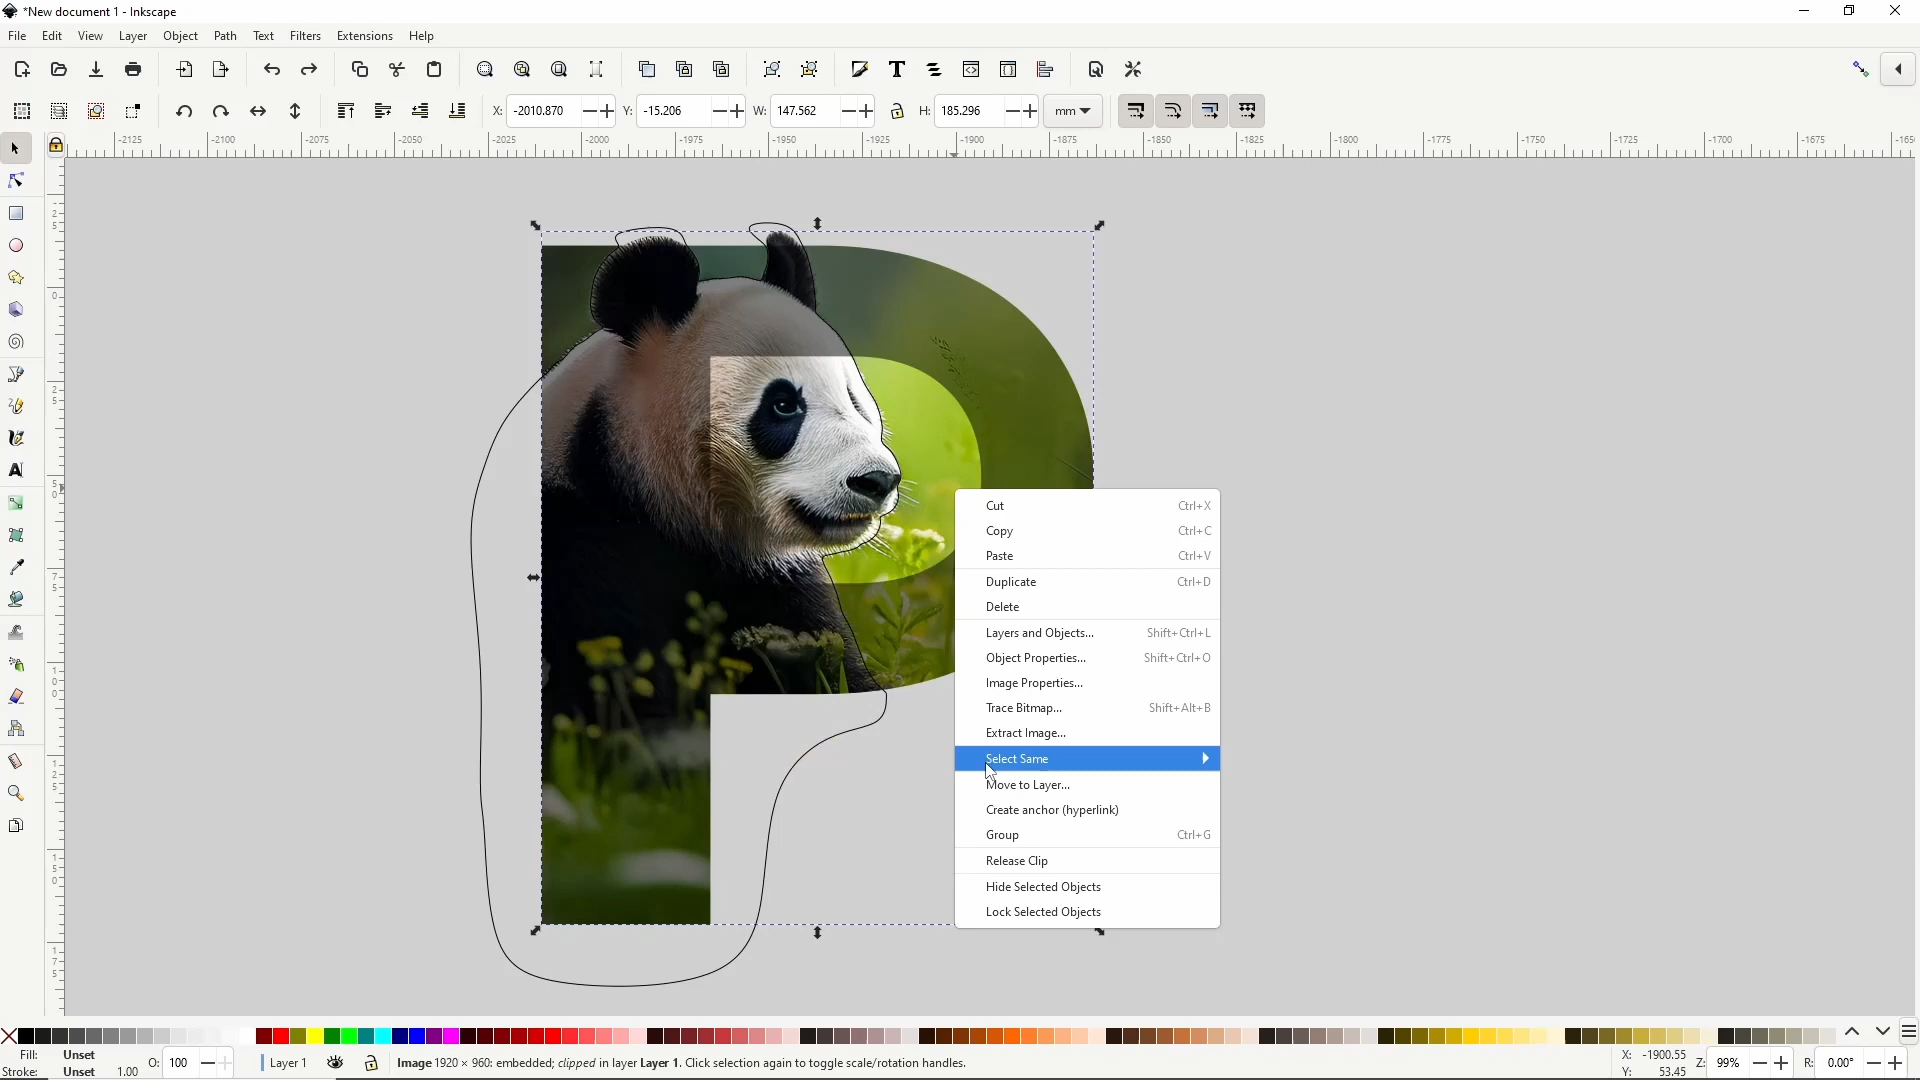 *New document 1 - Inkscape
File Edit View Layer Object Path Text Filters Extensions Help
X: -2010.870 Y: -15.206 W: 147.562 H: 185.296 mm
-2125 -2100 -2075 -2050 -2025 -2000 -1975 -1950 -1925 -1900 -1875 -1850 -1825 -1800 -1775 -1750 -1725 -1700 -1675 -165
Cut Ctrl+X
Copy Ctrl+C
Paste Ctrl+V
Duplicate Ctrl+D
Delete
Layers and Objects... Shift+Ctrl+L
Object Properties... Shift+Ctrl+O
Image Properties...
Trace Bitmap... Shift+Alt+B
Extract Image...
Select Same
Move to Layer...
Create anchor (hyperlink)
Group Ctrl+G
Release Clip
Hide Selected Objects
Lock Selected Objects
Fill: Unset O: 100 Layer 1 Image 1920 × 960: embedded; clipped in layer Layer 1. Click selection again to toggle scale/rotation handles. X: -1900.55 Z: 99% R: 0.00°
Stroke: Unset 1.00 Y: 53.45